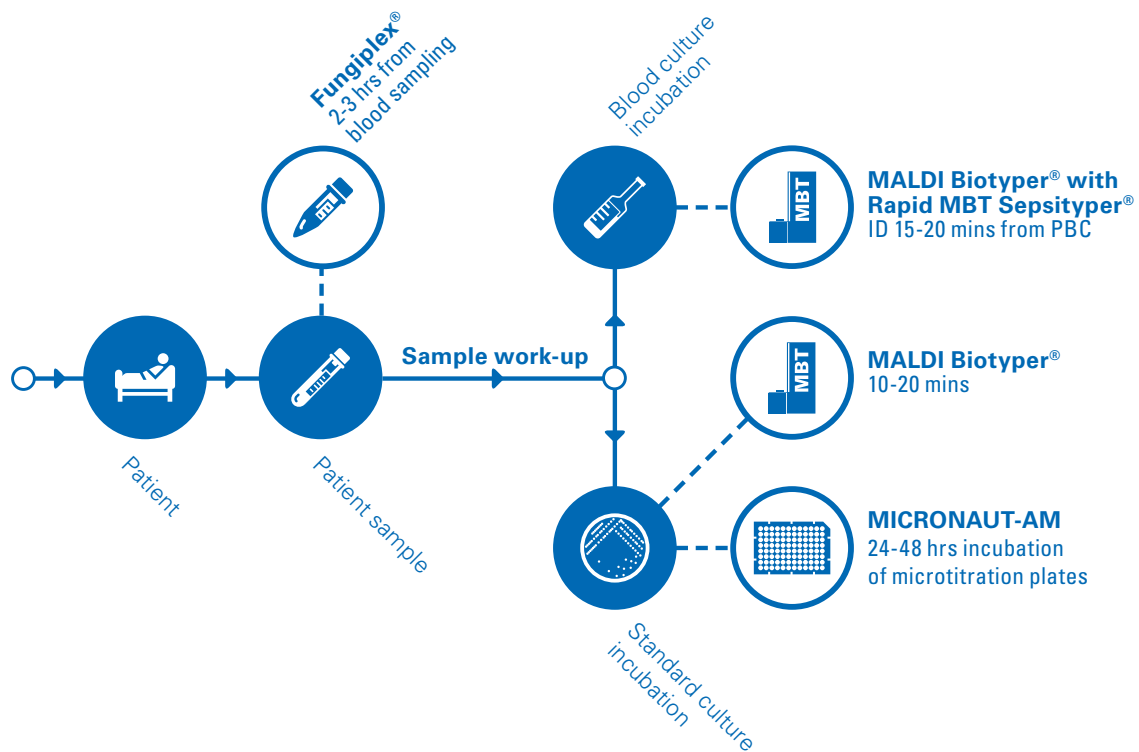 Fungiplex®
2-3 hrs from
blood sampling
Blood culture
incubation
MBT
MALDI Biotyper® with
Rapid MBT Sepsityper®
ID 15-20 mins from PBC
Sample work-up
MBT
MALDI Biotyper®
10-20 mins
Patient
Patient sample
MICRONAUT-AM
24-48 hrs incubation
of microtitration plates
Standard culture
incubation